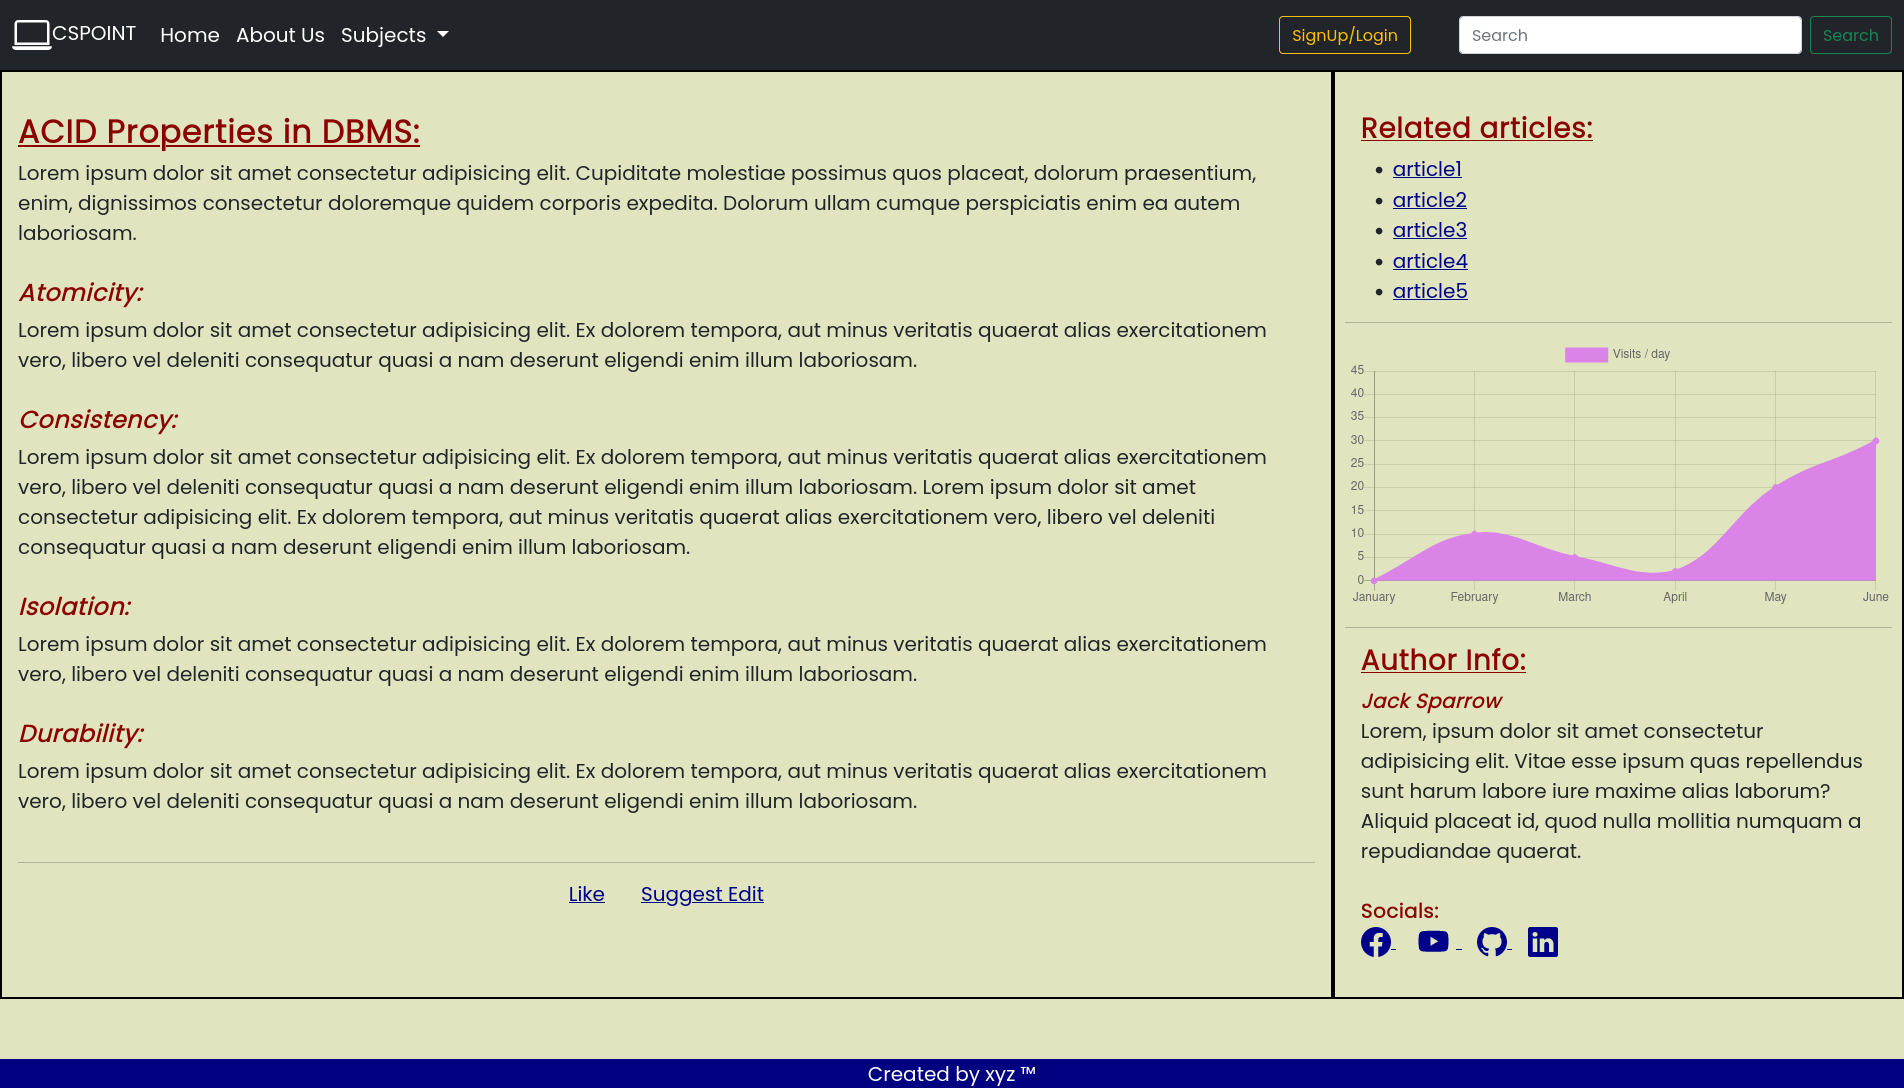 CSPOINT Home About Us Subjects SignUp/Login Search Search
ACID Properties in DBMS:
Lorem ipsum dolor sit amet consectetur adipisicing elit. Cupiditate molestiae possimus quos placeat, dolorum praesentium,
enim, dignissimos consectetur doloremque quidem corporis expedita. Dolorum ullam cumque perspiciatis enim ea autem
laboriosam.
Atomicity:
Lorem ipsum dolor sit amet consectetur adipisicing elit. Ex dolorem tempora, aut minus veritatis quaerat alias exercitationem
vero, libero vel deleniti consequatur quasi a nam deserunt eligendi enim illum laboriosam.
Consistency:
Lorem ipsum dolor sit amet consectetur adipisicing elit. Ex dolorem tempora, aut minus veritatis quaerat alias exercitationem
vero, libero vel deleniti consequatur quasi a nam deserunt eligendi enim illum laboriosam. Lorem ipsum dolor sit amet
consectetur adipisicing elit. Ex dolorem tempora, aut minus veritatis quaerat alias exercitationem vero, libero vel deleniti
consequatur quasi a nam deserunt eligendi enim illum laboriosam.
Isolation:
Lorem ipsum dolor sit amet consectetur adipisicing elit. Ex dolorem tempora, aut minus veritatis quaerat alias exercitationem
vero, libero vel deleniti consequatur quasi a nam deserunt eligendi enim illum laboriosam.
Durability:
Lorem ipsum dolor sit amet consectetur adipisicing elit. Ex dolorem tempora, aut minus veritatis quaerat alias exercitationem
vero, libero vel deleniti consequatur quasi a nam deserunt eligendi enim illum laboriosam.
Like Suggest Edit
Related articles:
article1
article2
article3
article4
article5
Visits / day
45
40
35
30
25
20
15
10
5
0
January February March April May June
Author Info:
Jack Sparrow
Lorem, ipsum dolor sit amet consectetur
adipisicing elit. Vitae esse ipsum quas repellendus
sunt harum labore iure maxime alias laborum?
Aliquid placeat id, quod nulla mollitia numquam a
repudiandae quaerat.
Socials:
Created by xyz ™